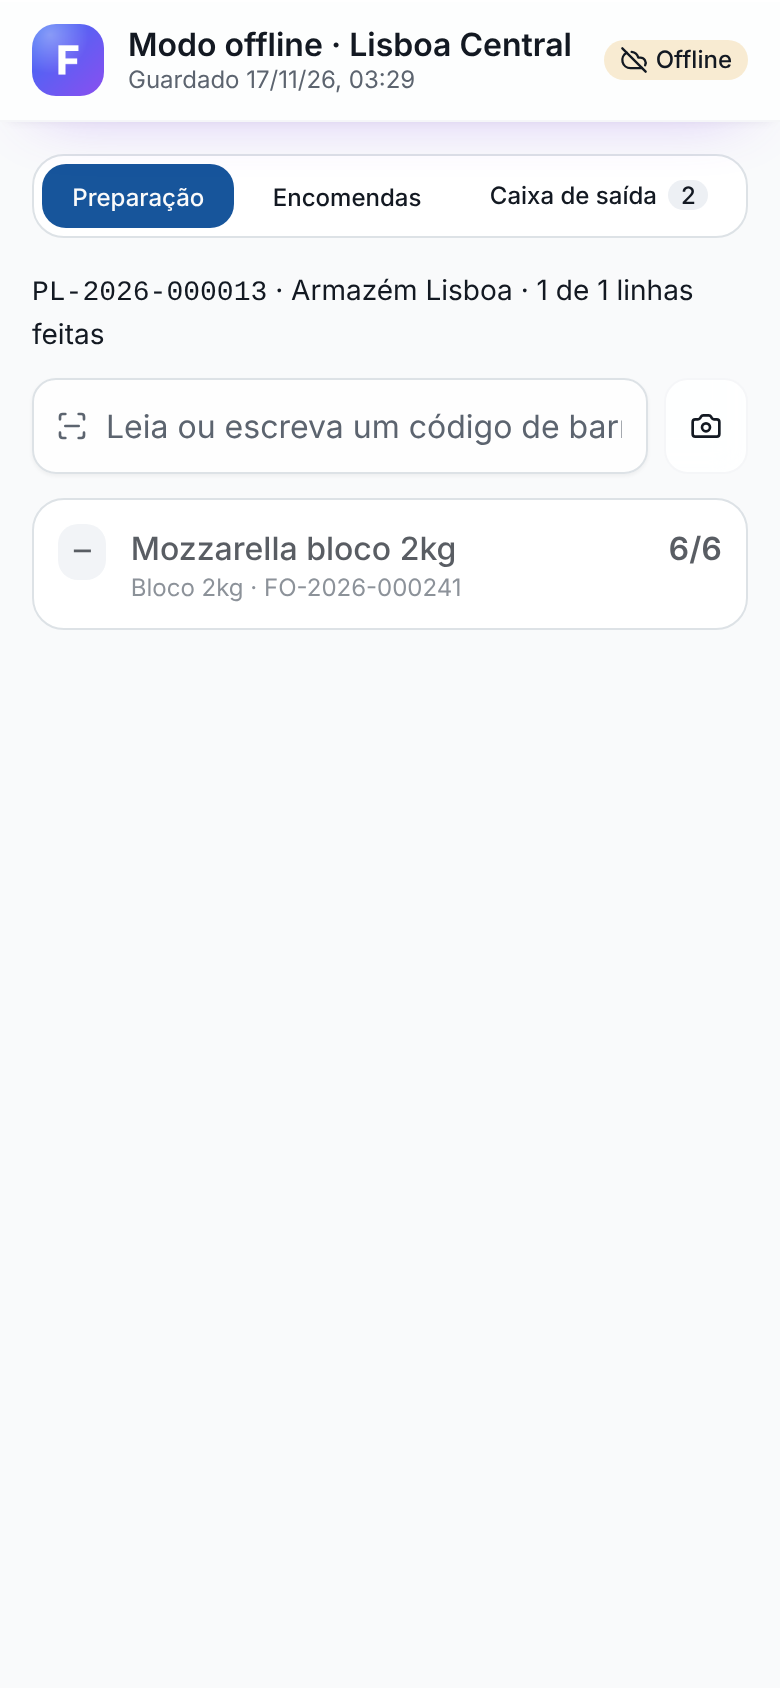 F
Modo offline · Lisboa Central
Guardado 17/11/26, 03:29
Offline
Preparação
Encomendas
Caixa de saída 2
PL-2026-000013 · Armazém Lisboa · 1 de 1 linhas
feitas
Leia ou escreva um código de
Mozzarella bloco 2kg
6/6
Bloco 2kg · FO-2026-000241